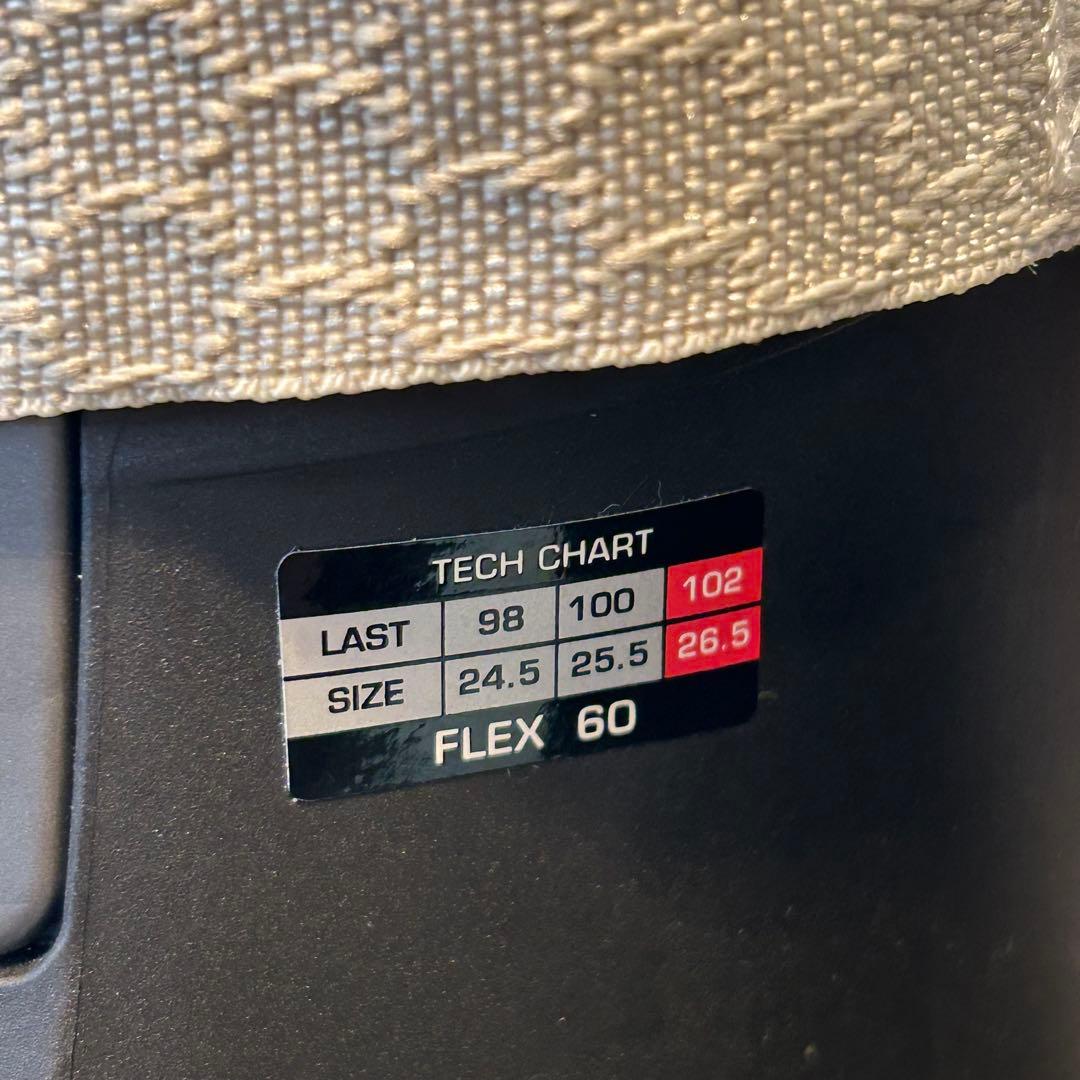 TECH CHART
LAST 98 100 102
SIZE 24.5 25.5 26.5
FLEX 60